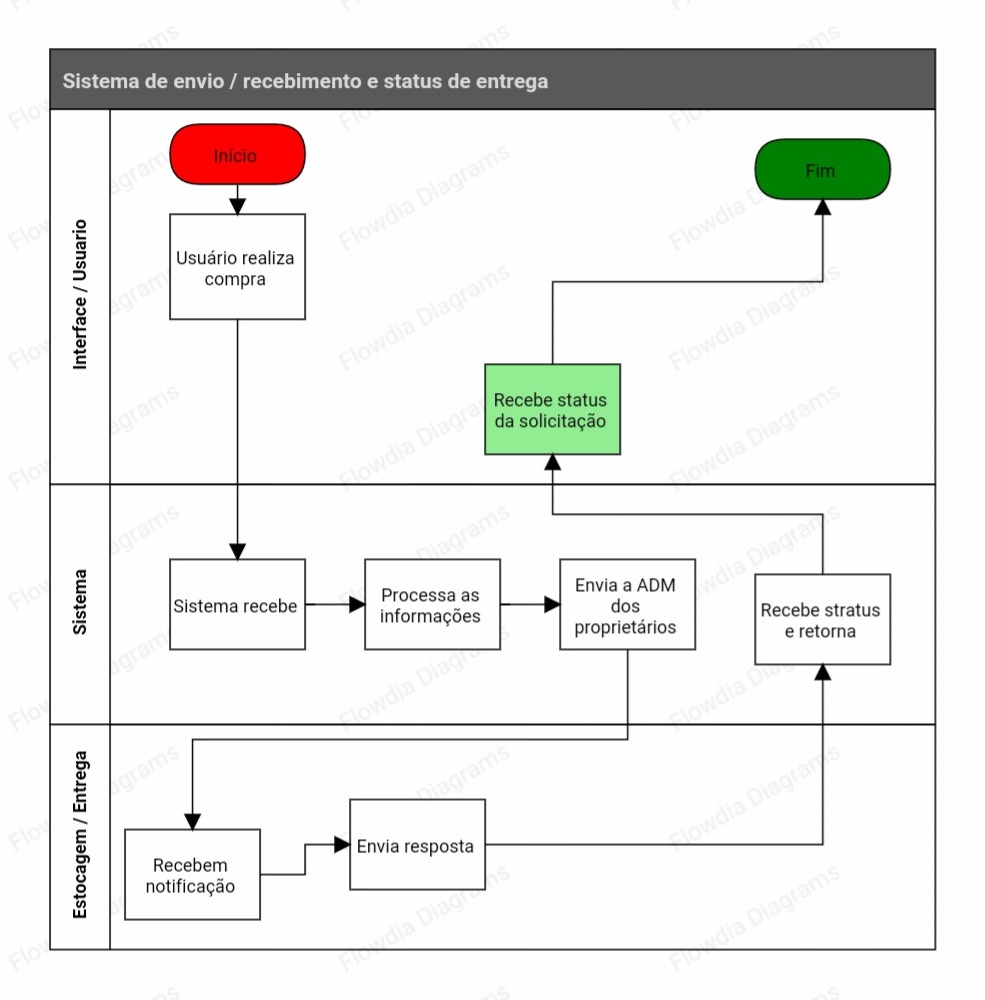 Sistema de envio / recebimento e status de entrega
Interface / Usuario
Início
Usuário realiza
compra
Fim
Recebe status
da solicitação
Sistema
Sistema recebe
Processa as
informações
Envia a ADM
dos
proprietários
Recebe stratus
e retorna
Estocagem / Entrega
Recebem
notificação
Envia resposta
Flowdia Diagrams